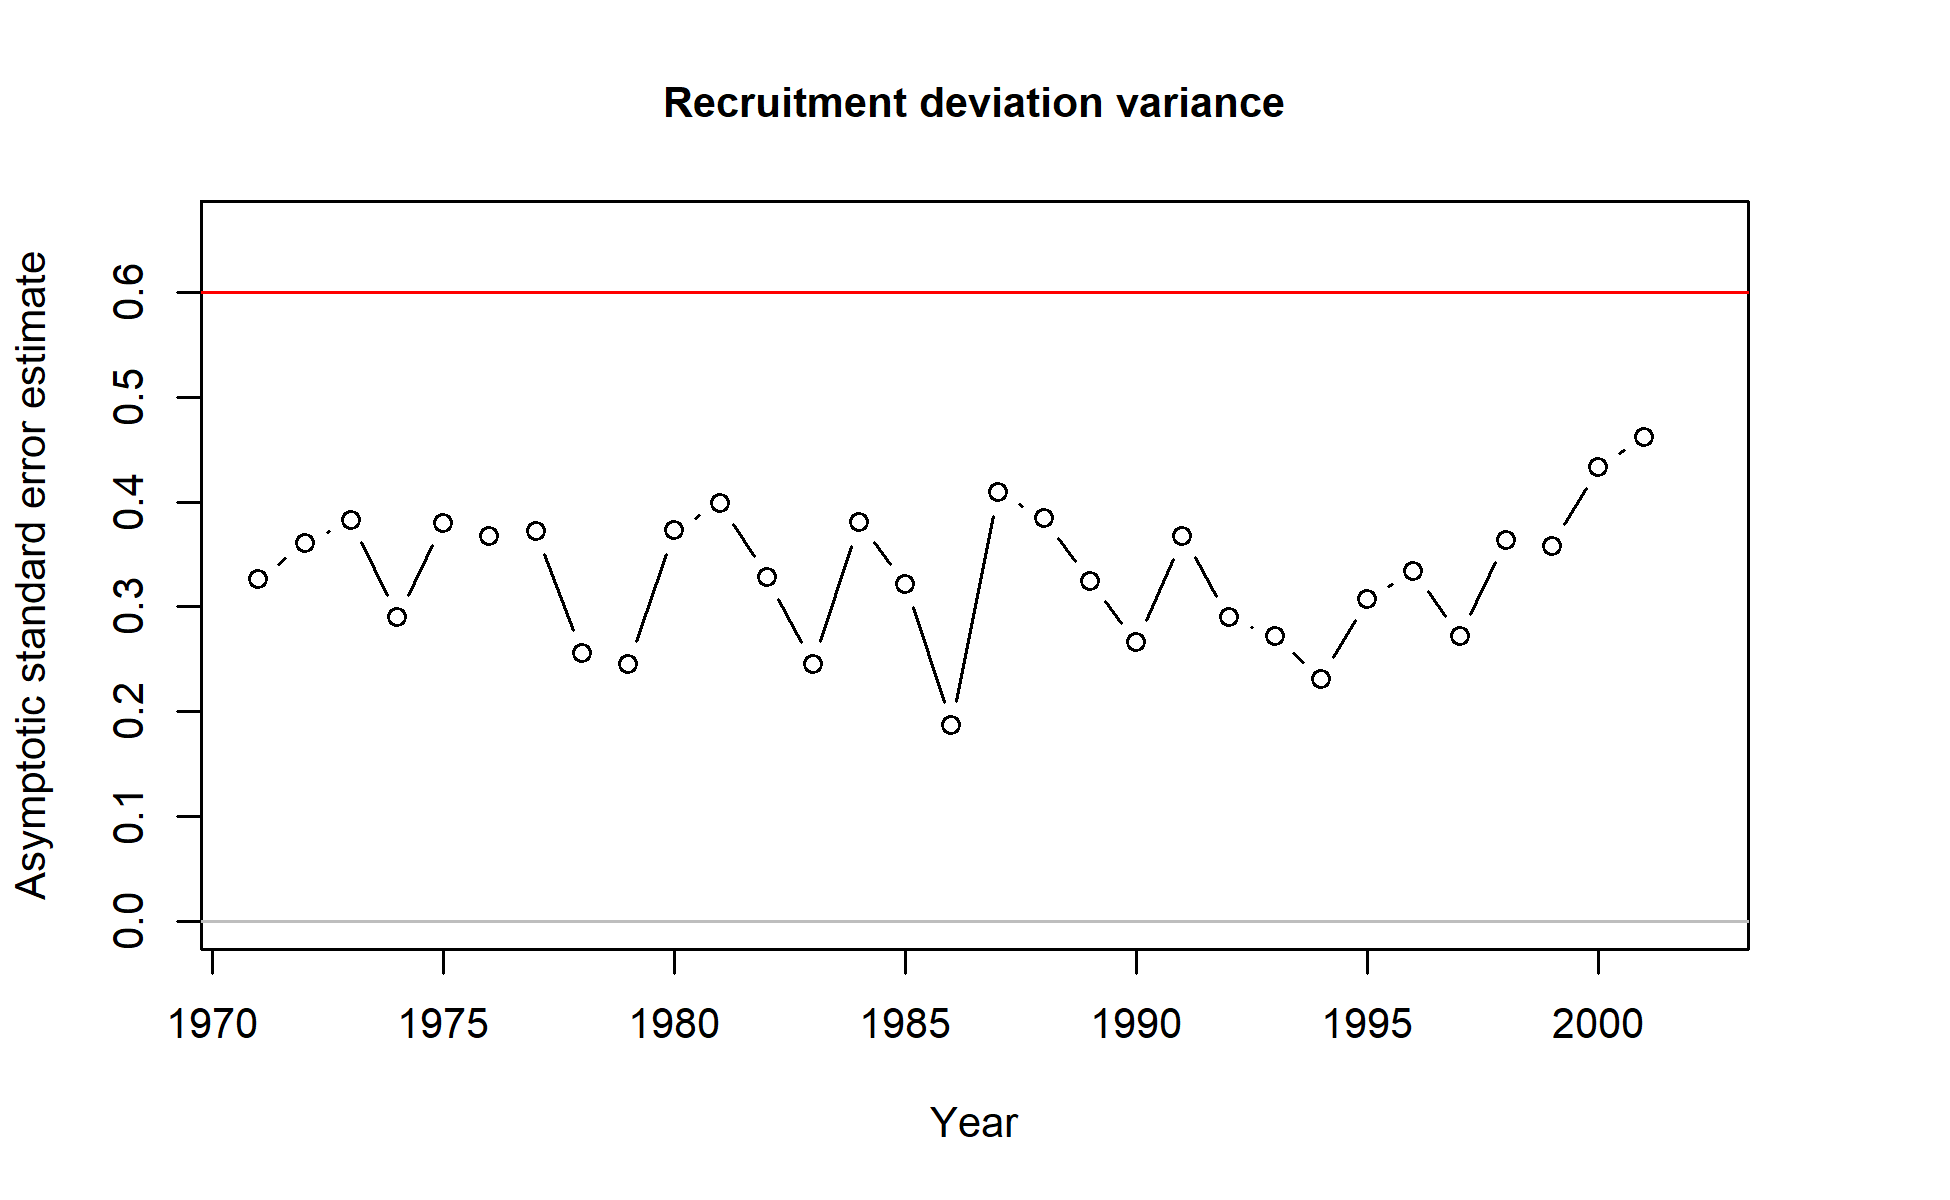 Recruitment deviation variance
Asymptotic standard error estimate
0.6
0.5
0.4
0.3
0.2
0.1
0.0
1970 1975 1980 1985 1990 1995 2000
Year